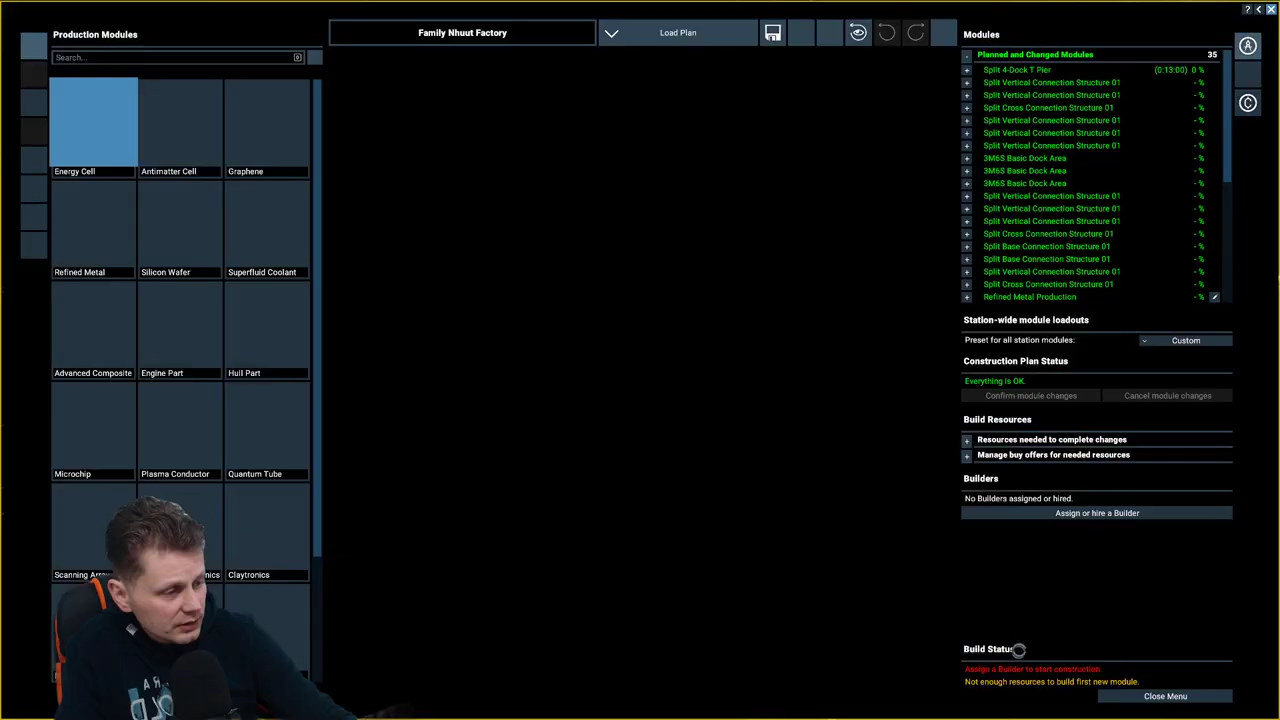 Production Modules
Search...
Energy Cell
Antimatter Cell
Graphene
Refined Metal
Silicon Wafer
Superfluid Coolant
Advanced Composite
Engine Part
Hull Part
Microchip
Plasma Conductor
Quantum Tube
Claytronics
Family Nhuut Factory
Load Plan
? < X
Modules
- Planned and Changed Modules 35
+ Split 4-Dock T Pier (0:13:00) 0 %
+ Split Vertical Connection Structure 01 - %
+ Split Vertical Connection Structure 01 - %
+ Split Cross Connection Structure 01 - %
+ Split Vertical Connection Structure 01 - %
+ Split Vertical Connection Structure 01 - %
+ Split Vertical Connection Structure 01 - %
+ 3M6S Basic Dock Area - %
+ 3M6S Basic Dock Area - %
+ 3M6S Basic Dock Area - %
+ Split Vertical Connection Structure 01 - %
+ Split Vertical Connection Structure 01 - %
+ Split Vertical Connection Structure 01 - %
+ Split Cross Connection Structure 01 - %
+ Split Base Connection Structure 01 - %
+ Split Base Connection Structure 01 - %
+ Split Vertical Connection Structure 01 - %
+ Split Cross Connection Structure 01 - %
+ Refined Metal Production - %
A
C
Station-wide module loadouts
Preset for all station modules: Custom
Construction Plan Status
Everything is OK.
Confirm module changes Cancel module changes
Build Resources
+ Resources needed to complete changes
+ Manage buy offers for needed resources
Builders
No Builders assigned or hired.
Assign or hire a Builder
Build Status
Assign a Builder to start construction.
Not enough resources to build first new module.
Close Menu